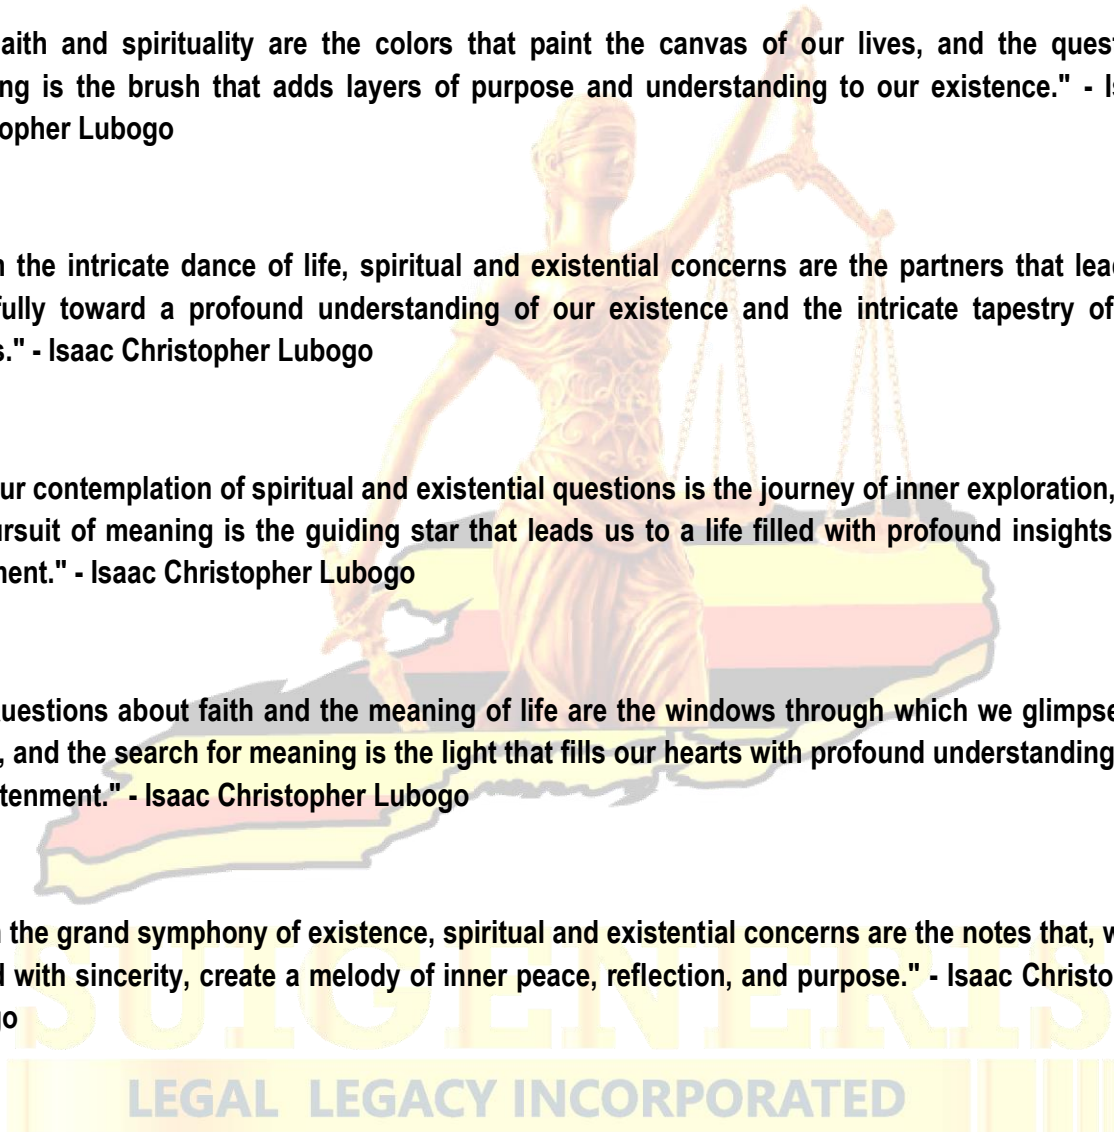 aith and spirituality are the colors that paint the canvas of our lives, and the quest
ng is the brush that adds layers of purpose and understanding to our existence." - Is
opher Lubogo
n the intricate dance of life, spiritual and existential concerns are the partners that lead
fully toward a profound understanding of our existence and the intricate tapestry of
s." - Isaac Christopher Lubogo
ur contemplation of spiritual and existential questions is the journey of inner exploration,
ursuit of meaning is the guiding star that leads us to a life filled with profound insights
ment." - Isaac Christopher Lubogo
uestions about faith and the meaning of life are the windows through which we glimpse
, and the search for meaning is the light that fills our hearts with profound understanding
tenment." - Isaac Christopher Lubogo
n the grand symphony of existence, spiritual and existential concerns are the notes that, w
d with sincerity, create a melody of inner peace, reflection, and purpose." - Isaac Christo
go
SUIGENERIS
LEGAL LEGACY INCORPORATED